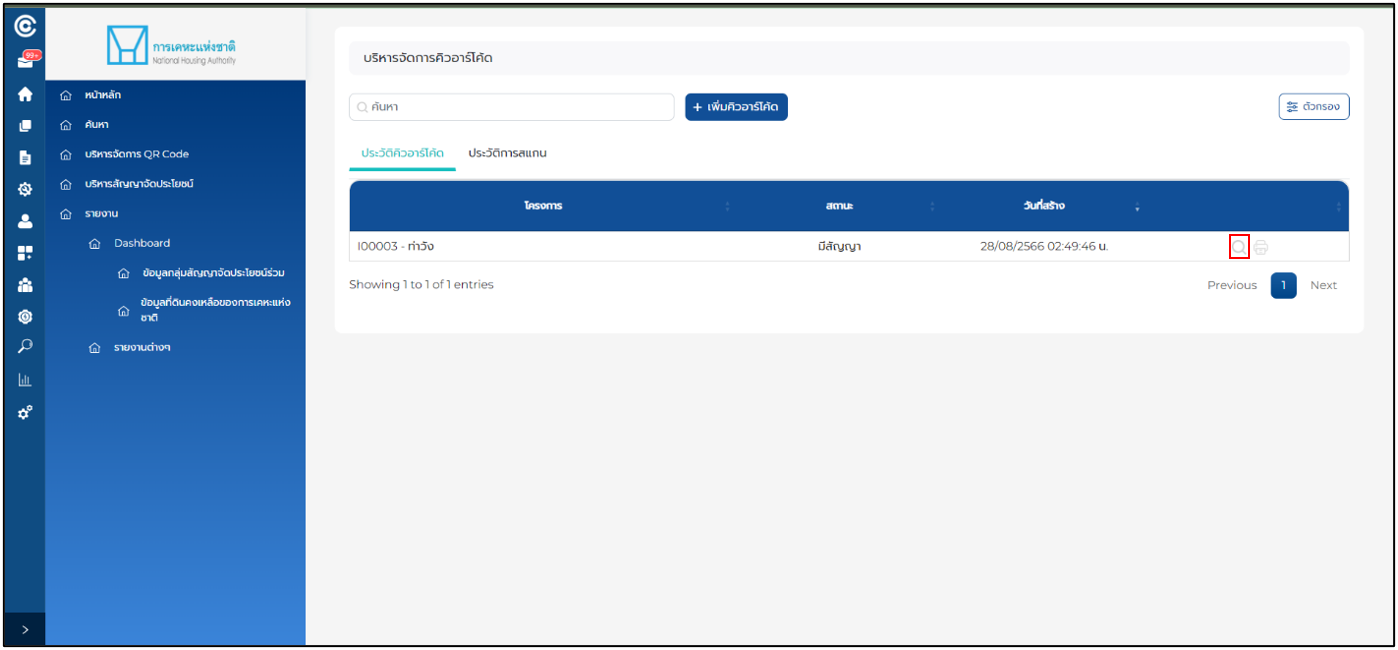 99+
การเคหะแห่งชาติ
National Housing Authority
หน้าหลัก
ค้นหา
บริหารจัดการ QR Code
บริหารสัญญาจัดประโยชน์
รายงาน
Dashboard
ข้อมูลกลุ่มสัญญาจัดประโยชน์ร่วม
ข้อมูลที่ดินคงเหลือของการเคหะแห่ง
ชาติ
รายงานต่างๆ
บริหารจัดการคิวอาร์โค้ด
ค้นหา
+ เพิ่มคิวอาร์โค้ด
ตัวกรอง
ประวัติคิวอาร์โค้ด ประวัติการสแกน
โครงการ สถานะ วันที่สร้าง
I00003 - ท่าวัง มีสัญญา 28/08/2566 02:49:46 น.
Showing 1 to 1 of 1 entries
Previous 1 Next